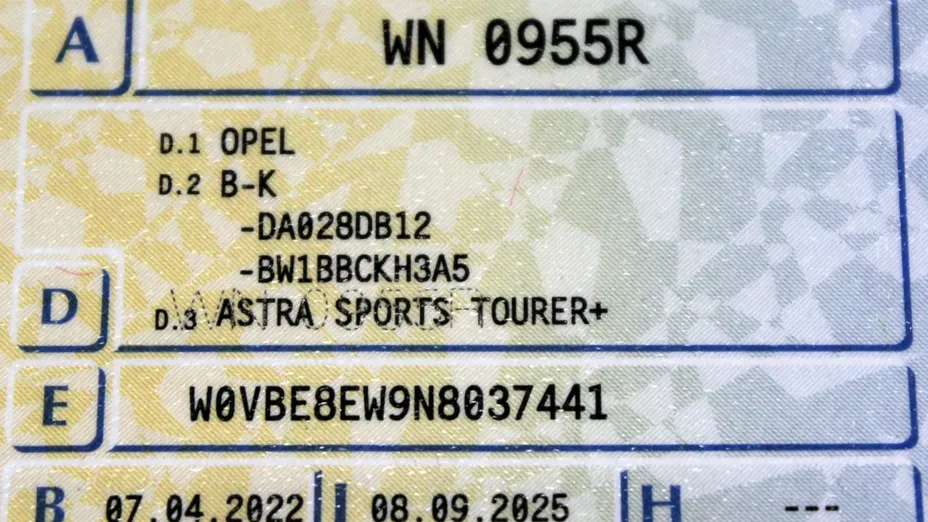 A WN 0955R
D.1 OPEL
D.2 B-K
-DA028DB12
-BW1BBCKH3A5
D D.3 ASTRA SPORTS TOURER+
E W0VBE8EW9N8037441
B 07.04.2022 I 08.09.2025 H ---